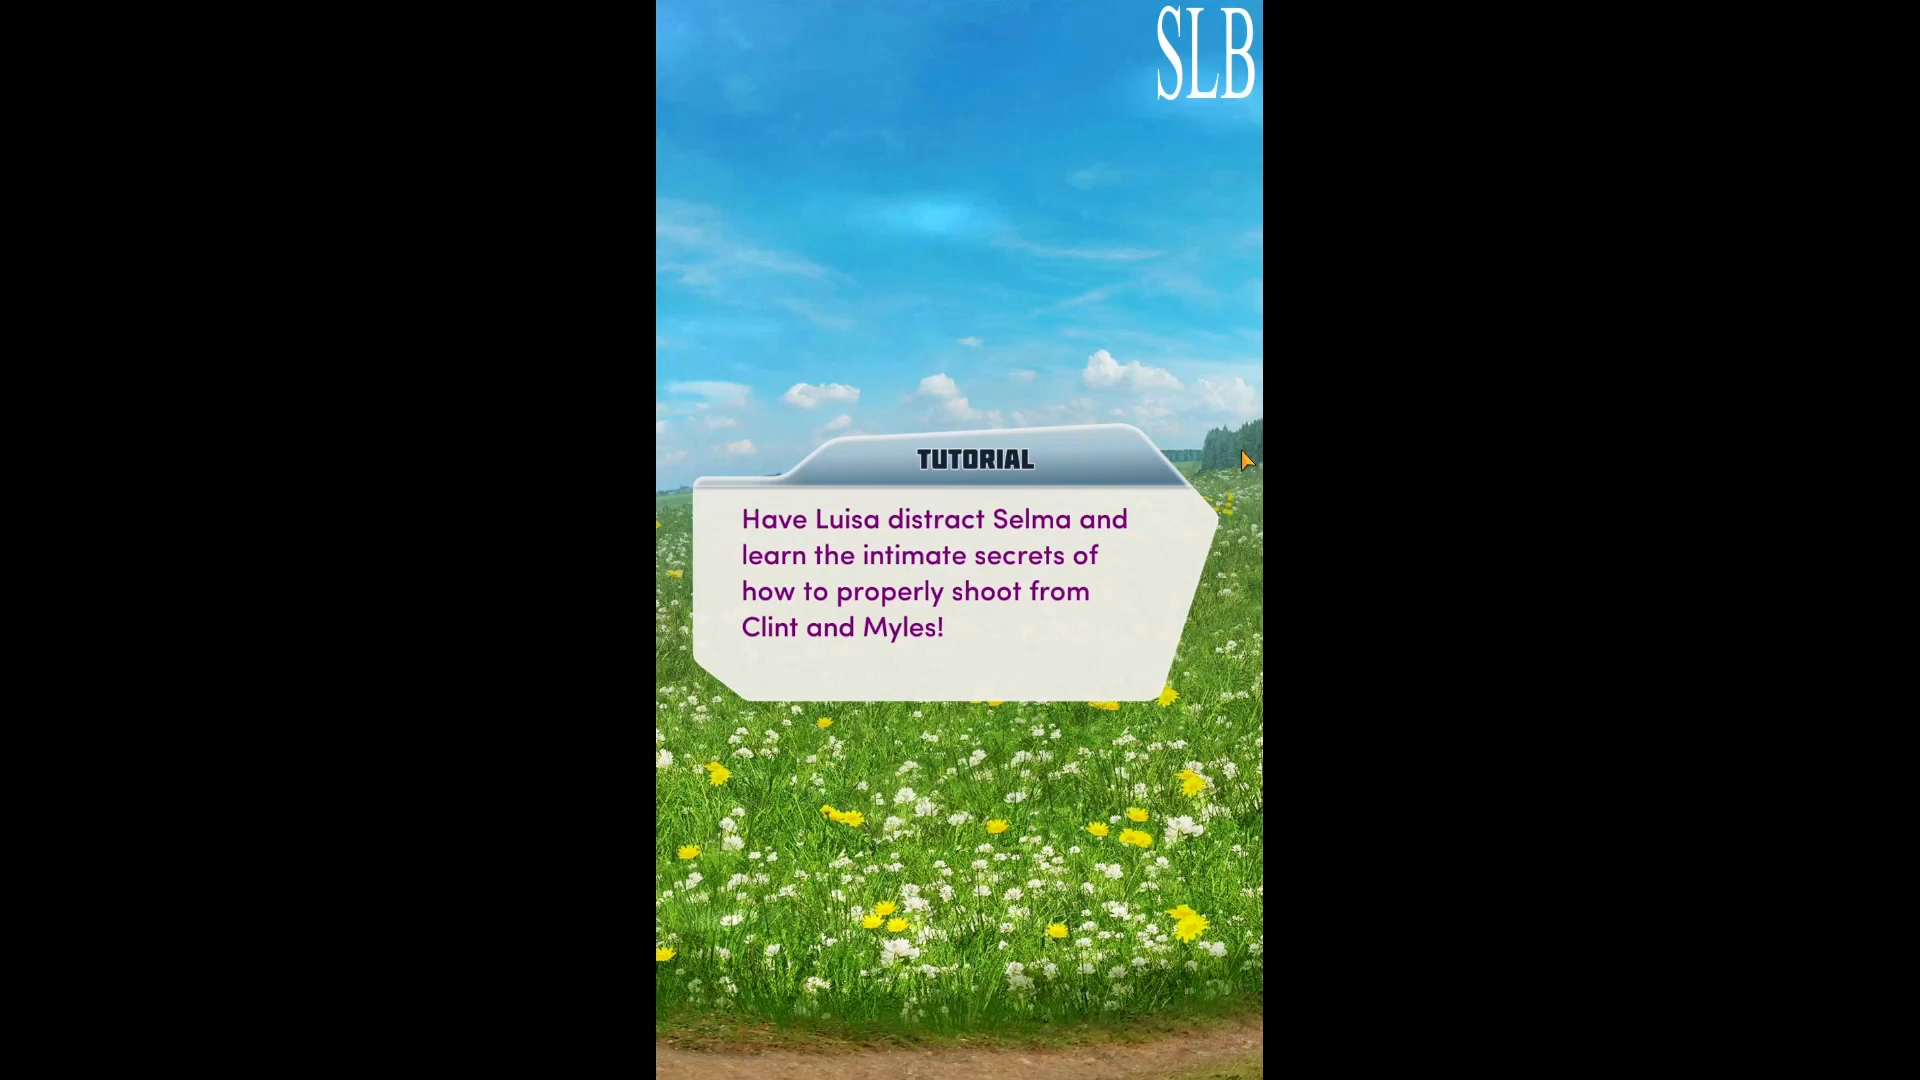 SLB
TUTORIAL
Have Luisa distract Selma and
learn the intimate secrets of
how to properly shoot from
Clint and Myles!